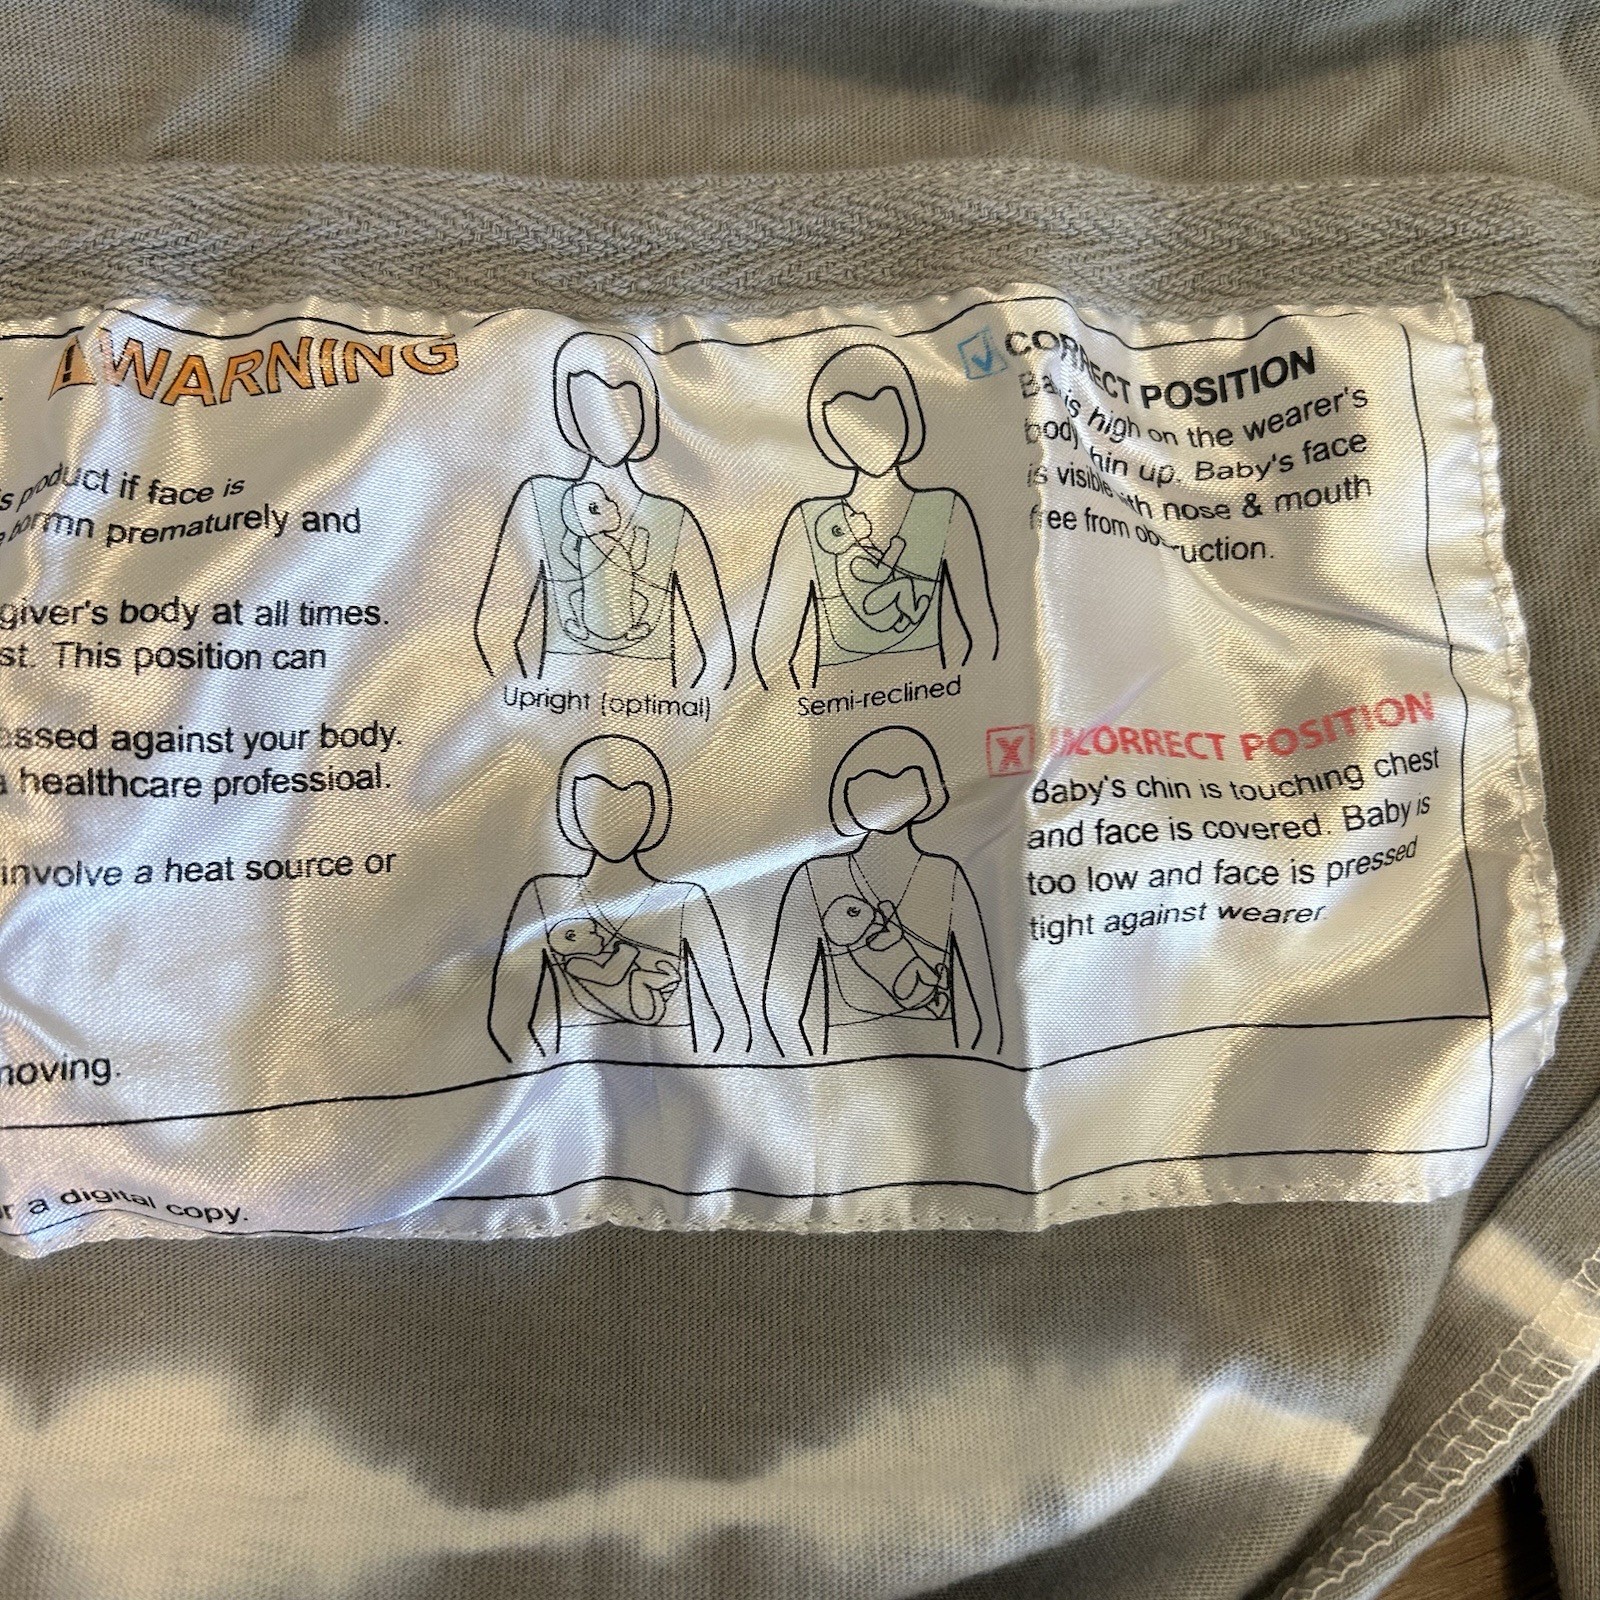 WARNING
product if face is
prematurely and
giver's body at all times.
st. This position can
ssed against your body.
a healthcare professioal.
involve a heat source or
moving.
a digital copy.
Upright (optimal)
Semi-reclined
CORRECT POSITION
is high on the wearer's
up. Baby's face
is visible nose & mouth
free from
INCORRECT POSITION
Baby's chin is touching chest
and face is covered. Baby is
too low and face is pressed
tight against wearer